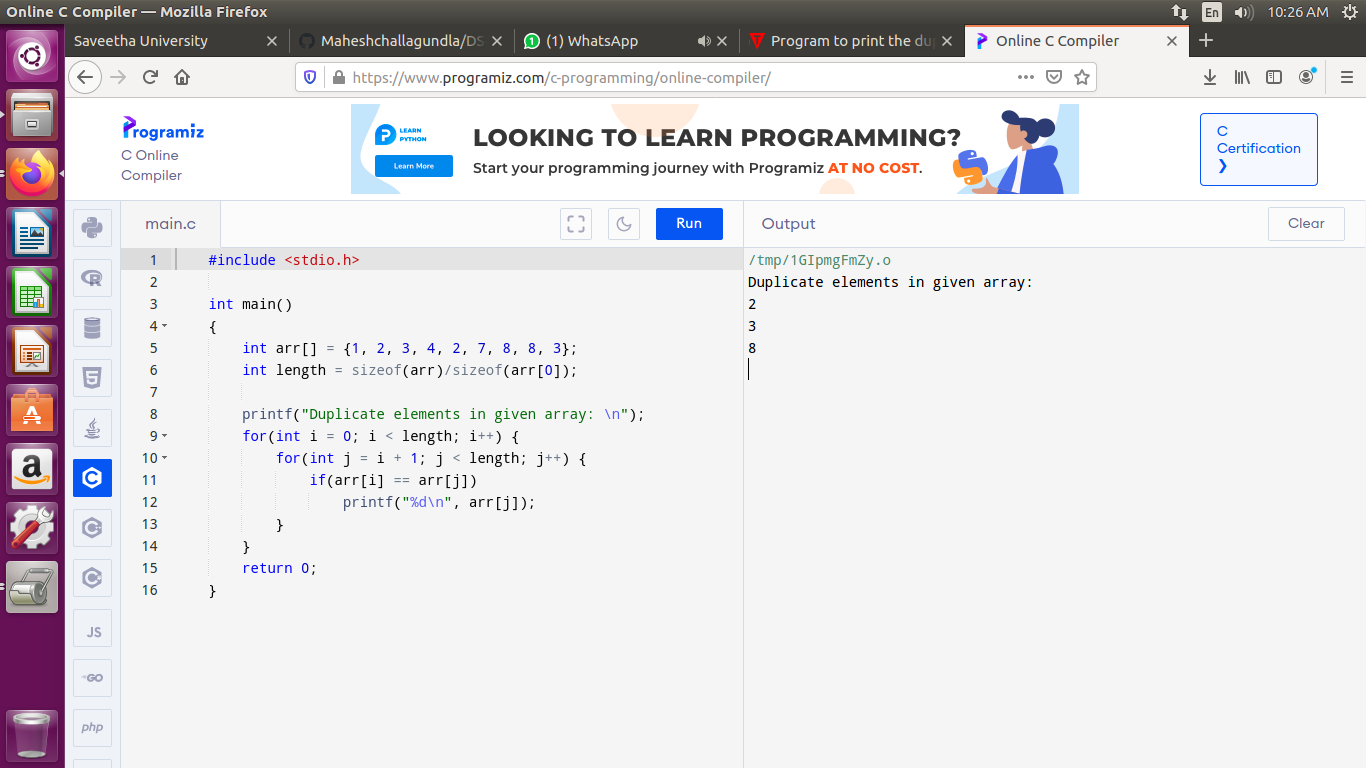 Online C Compiler — Mozilla Firefox
En
10:26 AM
Saveetha University
Maheshchallagundla/DS
(1) WhatsApp
Program to print the du
Online C Compiler
https://www.programiz.com/c-programming/online-compiler/
Programiz
C Online
Compiler
LEARN
PYTHON
Learn More
LOOKING TO LEARN PROGRAMMING?
Start your programming journey with Programiz AT NO COST.
C
Certification
❯
main.c
Run
Output
Clear
1 #include <stdio.h>
2
3 int main()
4 {
5 int arr[] = {1, 2, 3, 4, 2, 7, 8, 8, 3};
6 int length = sizeof(arr)/sizeof(arr[0]);
7
8 printf("Duplicate elements in given array: \n");
9 for(int i = 0; i < length; i++) {
10 for(int j = i + 1; j < length; j++) {
11 if(arr[i] == arr[j])
12 printf("%d\n", arr[j]);
13 }
14 }
15 return 0;
16 }
/tmp/1GIpmgFmZy.o
Duplicate elements in given array:
2
3
8
R
5
C
C
C
JS
GO
php
a